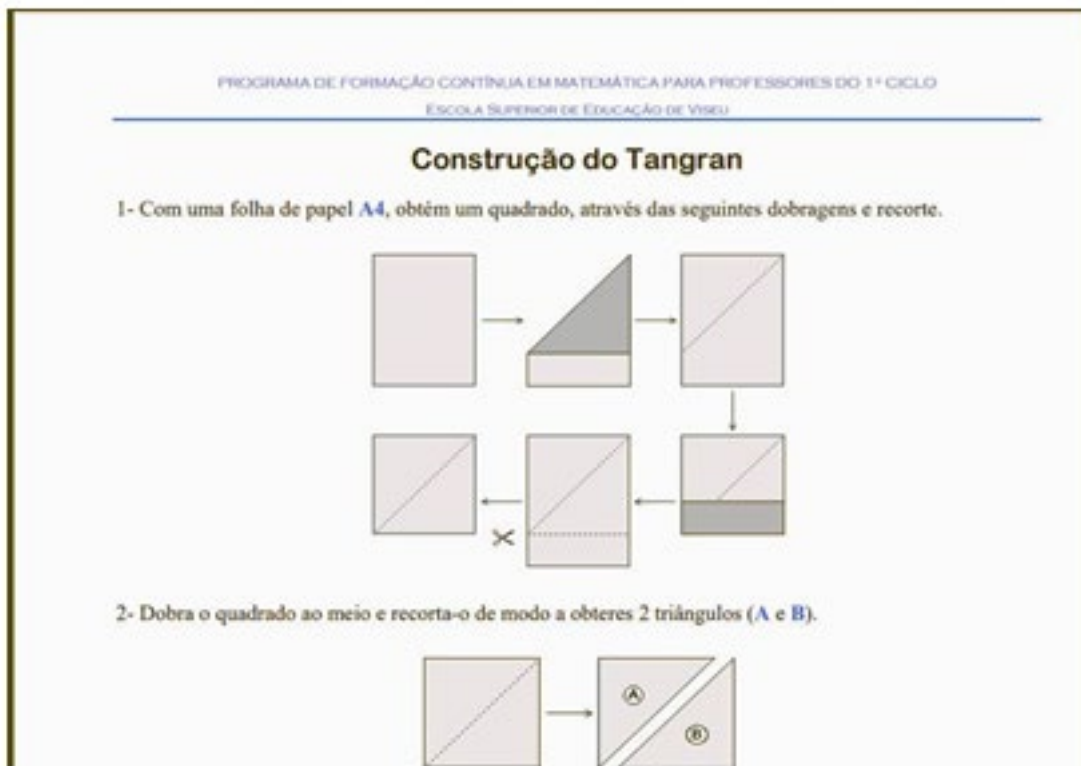 PROGRAMA DE FORMAÇÃO CONTÍNUA EM MATEMÁTICA PARA PROFESSORES DO 1º CICLO
ESCOLA SUPERIOR DE EDUCAÇÃO DE VISEU
Construção do Tangran
1- Com uma folha de papel A4, obtém um quadrado, através das seguintes dobragens e recorte.
2- Dobra o quadrado ao meio e recorta-o de modo a obteres 2 triângulos (A e B).
A
B